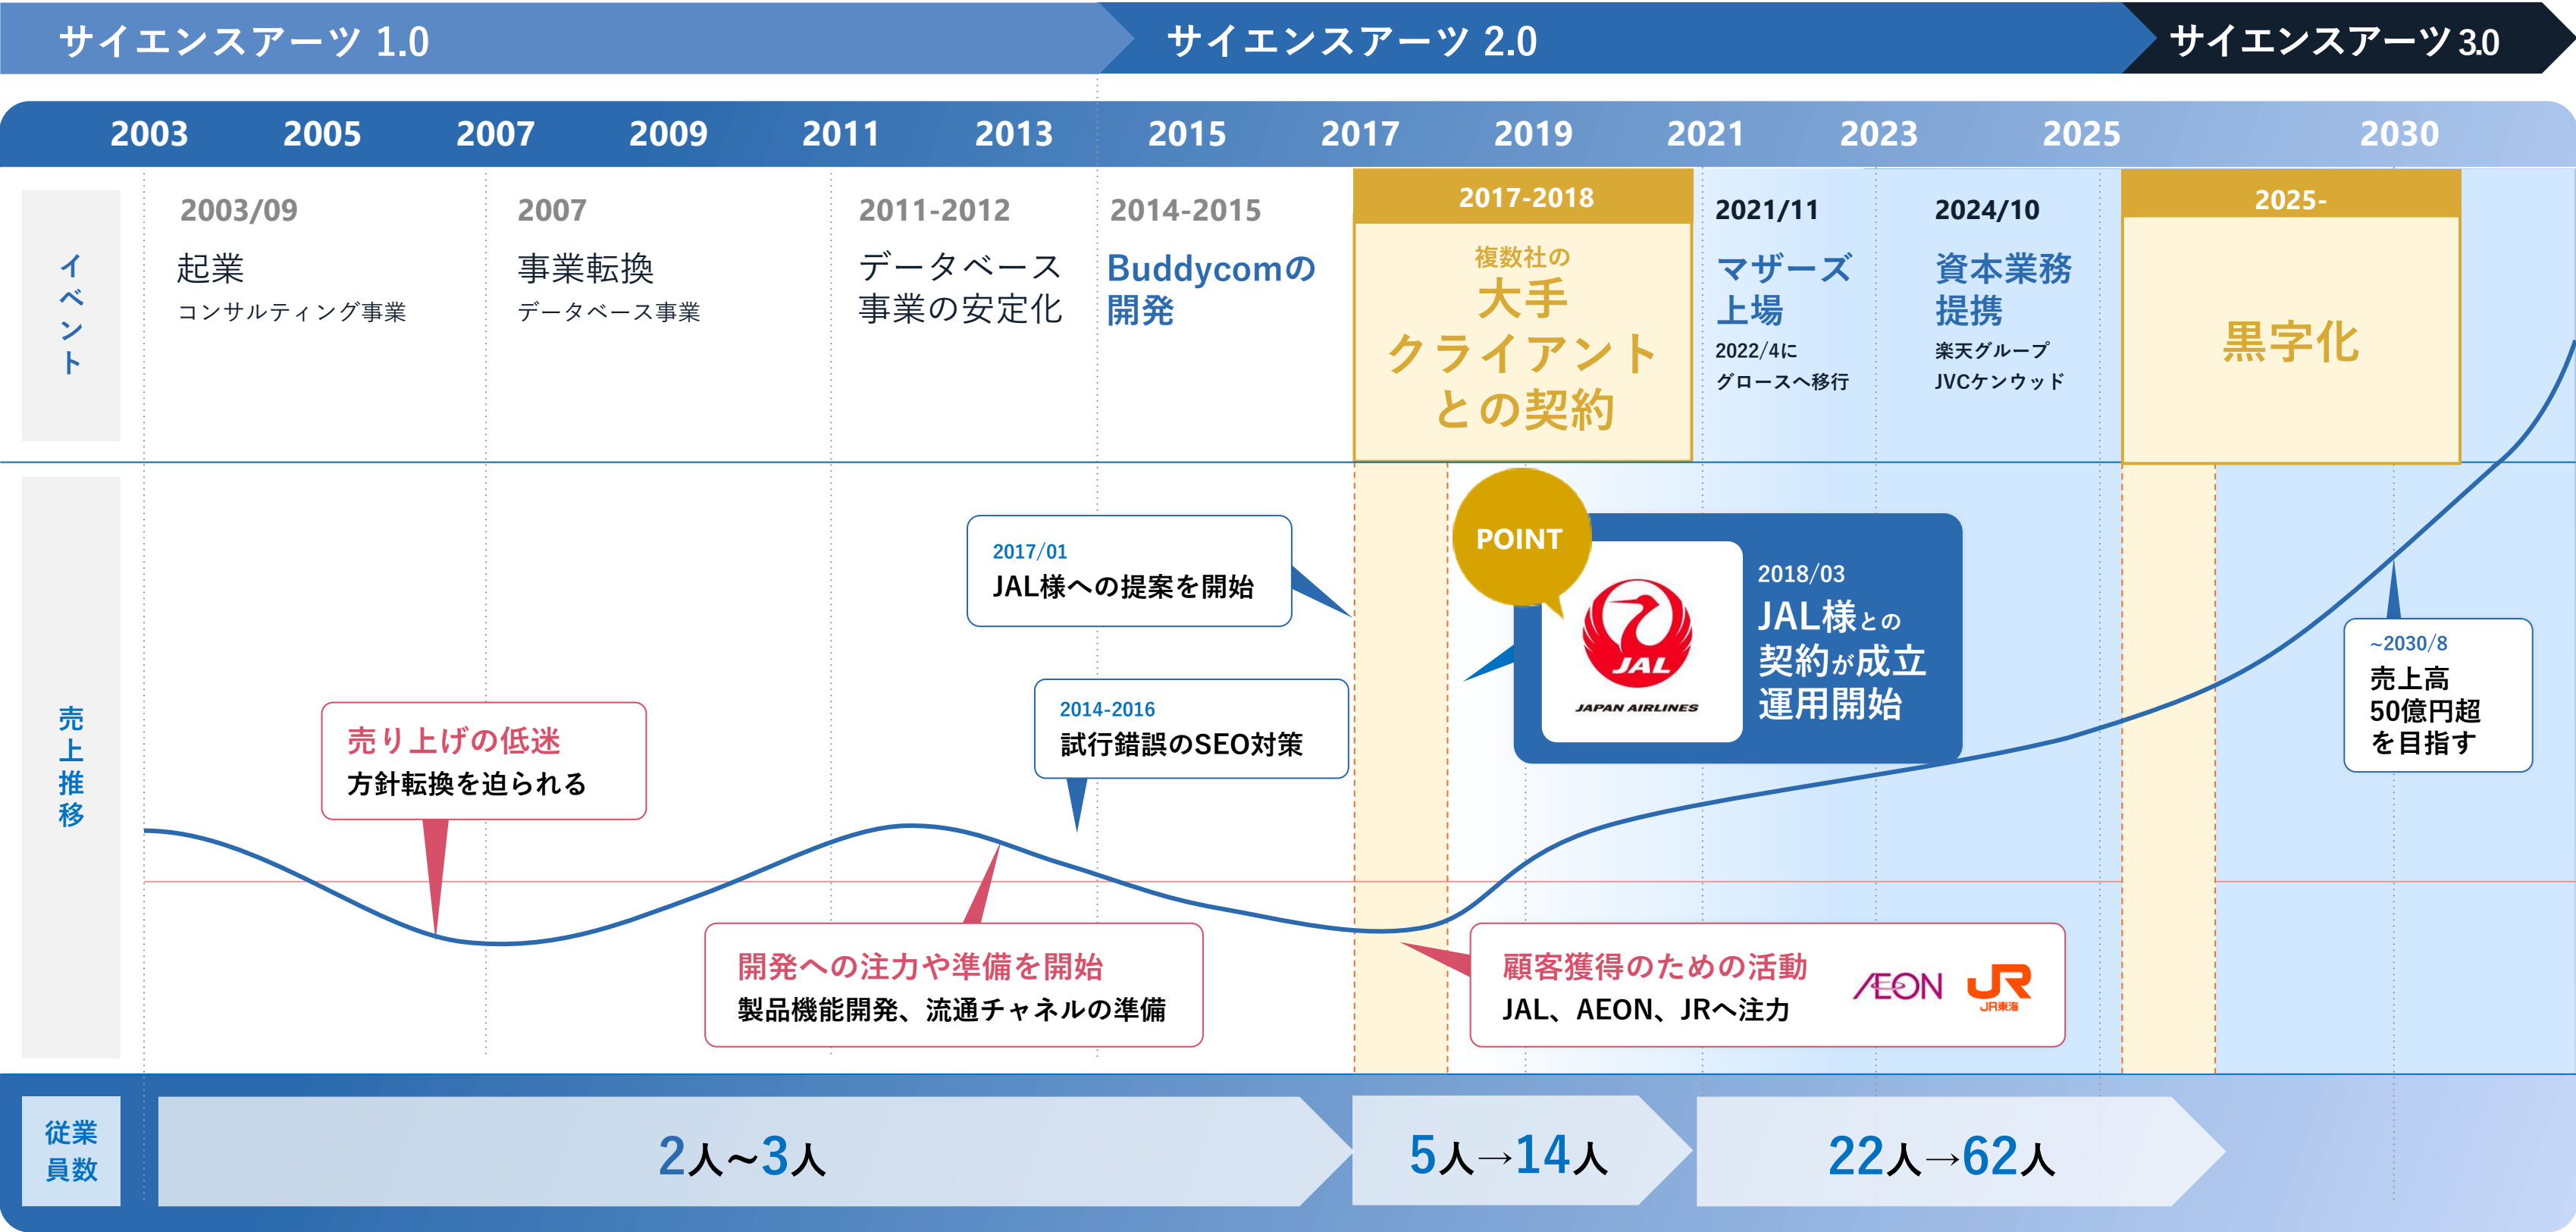 サイエンスアーツ 1.0
サイエンスアーツ 2.0
サイエンスアーツ 3.0
2003 2005 2007 2009 2011 2013 2015 2017 2019 2021 2023 2025 2030
イベント
2003/09
起業
コンサルティング事業
2007
事業転換
データベース事業
2011-2012
データベース
事業の安定化
2014-2015
Buddycomの
開発
2017-2018
複数社の
大手
クライアント
との契約
2021/11
マザーズ
上場
2022/4に
グロースへ移行
2024/10
資本業務
提携
楽天グループ
JVCケンウッド
2025-
黒字化
売上推移
売り上げの低迷
方針転換を迫られる
開発への注力や準備を開始
製品機能開発、流通チャネルの準備
2017/01
JAL様への提案を開始
2014-2016
試行錯誤のSEO対策
POINT
JAL
JAPAN AIRLINES
2018/03
JAL様との
契約が成立
運用開始
顧客獲得のための活動
JAL、AEON、JRへ注力
ÆON
JR
JR東海
~2030/8
売上高
50億円超
を目指す
従業
員数
2人～3人
5人→14人
22人→62人